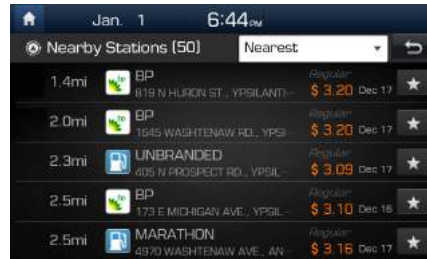 Jan. 1 6:44 PM
Nearby Stations (50) Nearest
1.4mi BP Regular
819 N HURON ST., YPSILANTI··· $ 3.20 Dec 17
2.0mi BP Regular
1645 WASHTENAW RD., YPSI··· $ 3.20 Dec 17
2.3mi UNBRANDED Regular
405 N PROSPECT RD., YPSIL··· $ 3.09 Dec 17
2.5mi BP Regular
173 E MICHIGAN AVE., YPSIL··· $ 3.10 Dec 16
2.5mi MARATHON Regular
4970 WASHTENAW AVE., AN··· $ 3.16 Dec 17